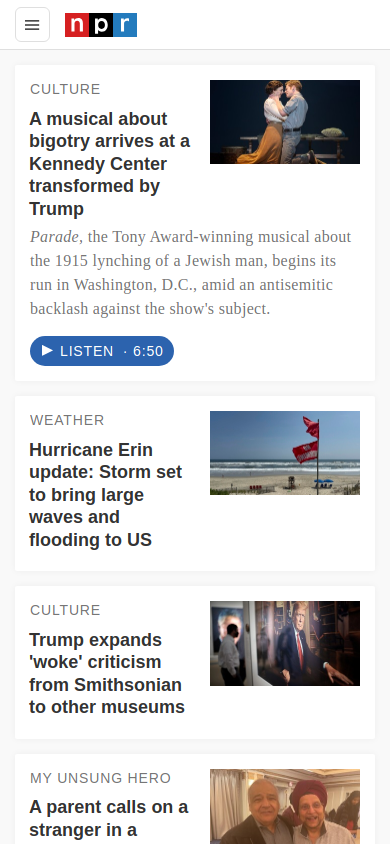 npr
CULTURE
A musical about
bigotry arrives at a
Kennedy Center
transformed by
Trump
Parade, the Tony Award-winning musical about
the 1915 lynching of a Jewish man, begins its
run in Washington, D.C., amid an antisemitic
backlash against the show's subject.
LISTEN · 6:50
WEATHER
Hurricane Erin
update: Storm set
to bring large
waves and
flooding to US
CULTURE
Trump expands
'woke' criticism
from Smithsonian
to other museums
MY UNSUNG HERO
A parent calls on a
stranger in a